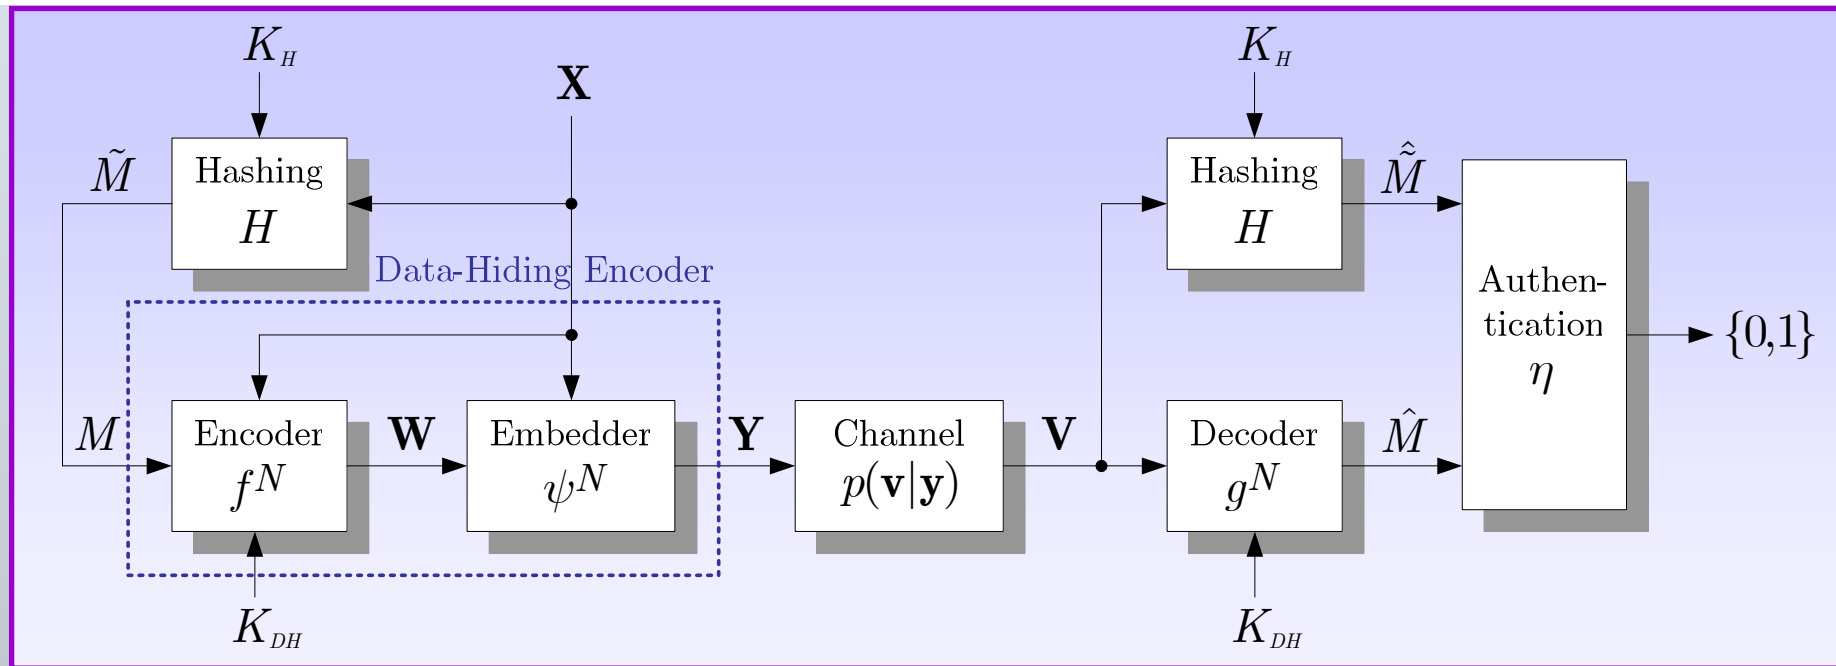 K_H
X
K_H
M̃
Hashing
H
Hashing
H
M̃̂
Data-Hiding Encoder
Authen-
tication
η
{0,1}
M
Encoder
f^N
W
Embedder
ψ^N
Y
Channel
p(v|y)
V
Decoder
g^N
M̂
K_DH
K_DH